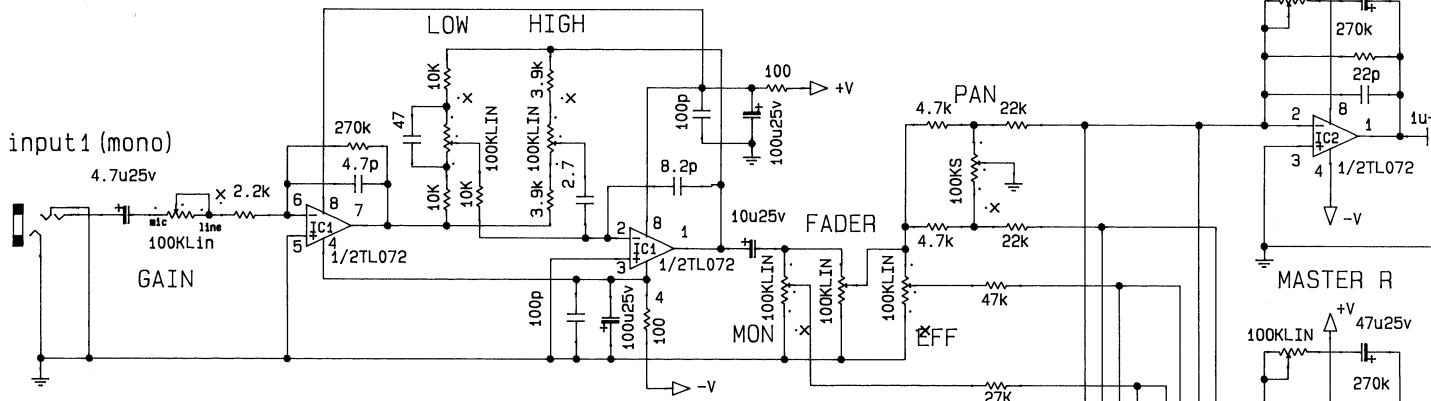 LOW
HIGH
input1(mono)
4.7u25v
mic
line
100KLin
GAIN
X
2.2k
270k
4.7p
6
5
8
7
4
IC1
1/2TL072
10K
47
X
100KLIN
10K
10K
3.9k
X
100KLIN
2.7
3.9k
100p
100u25v
100
+V
8.2p
2
3
8
1
IC1
1/2TL072
4
100
100p
100u25v
-V
10u25v
100KLIN
X
MON
FADER
100KLIN
100KLIN
X
EFF
PAN
4.7k
22k
100KS
X
4.7k
22k
47k
27K
270k
22p
2
3
8
1
4
IC2
1/2TL072
1u
-V
MASTER R
100KLIN
+V
47u25v
270k